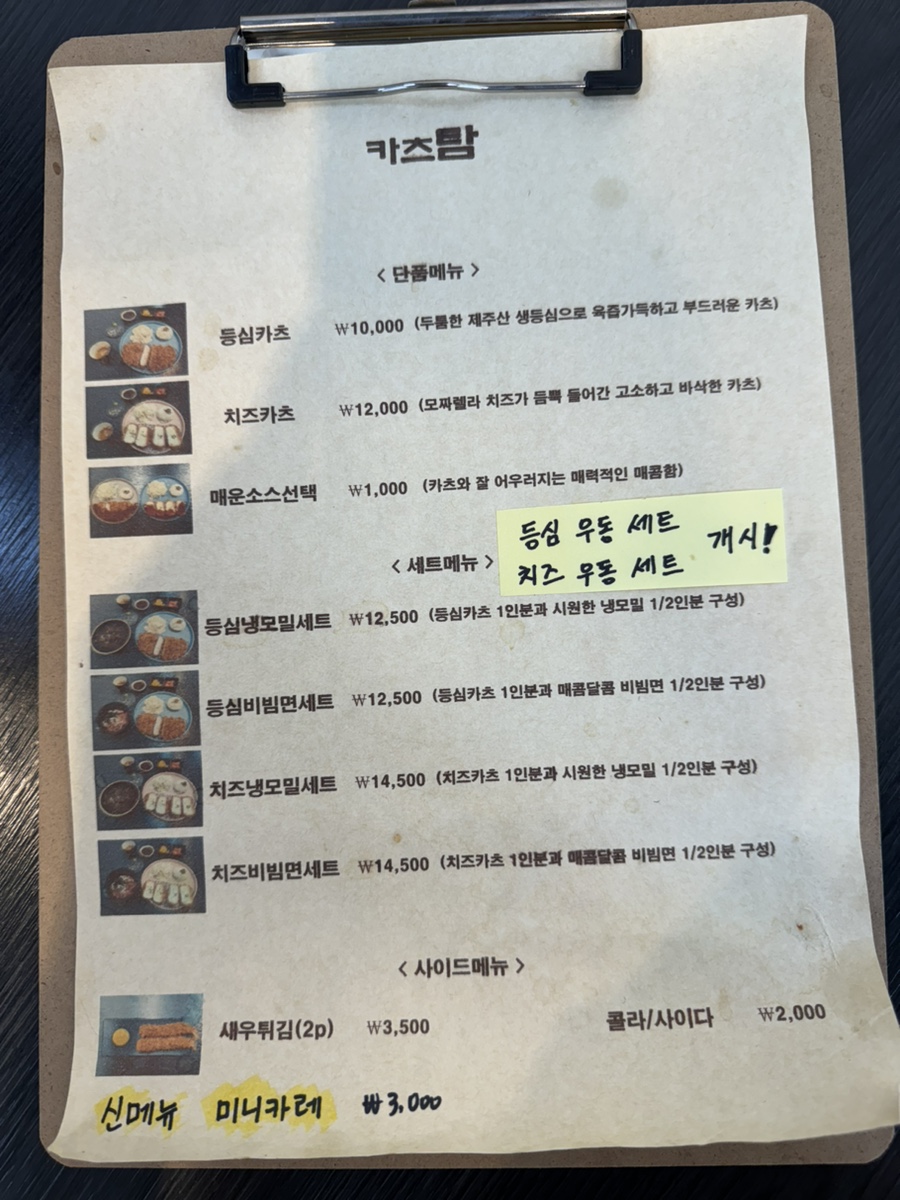 카츠탐
< 단품메뉴 >
등심카츠 ₩10,000 (두툼한 제주산 생등심으로 육즙가득하고 부드러운 카츠)
치즈카츠 ₩12,000 (모짜렐라 치즈가 듬뿍 들어간 고소하고 바삭한 카츠)
매운소스선택 ₩1,000 (카츠와 잘 어우러지는 매력적인 매콤함)
등심 우동 세트
치즈 우동 세트 개시!
< 세트메뉴 >
등심냉모밀세트 ₩12,500 (등심카츠 1인분과 시원한 냉모밀 1/2인분 구성)
등심비빔면세트 ₩12,500 (등심카츠 1인분과 매콤달콤 비빔면 1/2인분 구성)
치즈냉모밀세트 ₩14,500 (치즈카츠 1인분과 시원한 냉모밀 1/2인분 구성)
치즈비빔면세트 ₩14,500 (치즈카츠 1인분과 매콤달콤 비빔면 1/2인분 구성)
< 사이드메뉴 >
새우튀김(2p) ₩3,500 콜라/사이다 ₩2,000
신메뉴 미니카레 ₩3,000